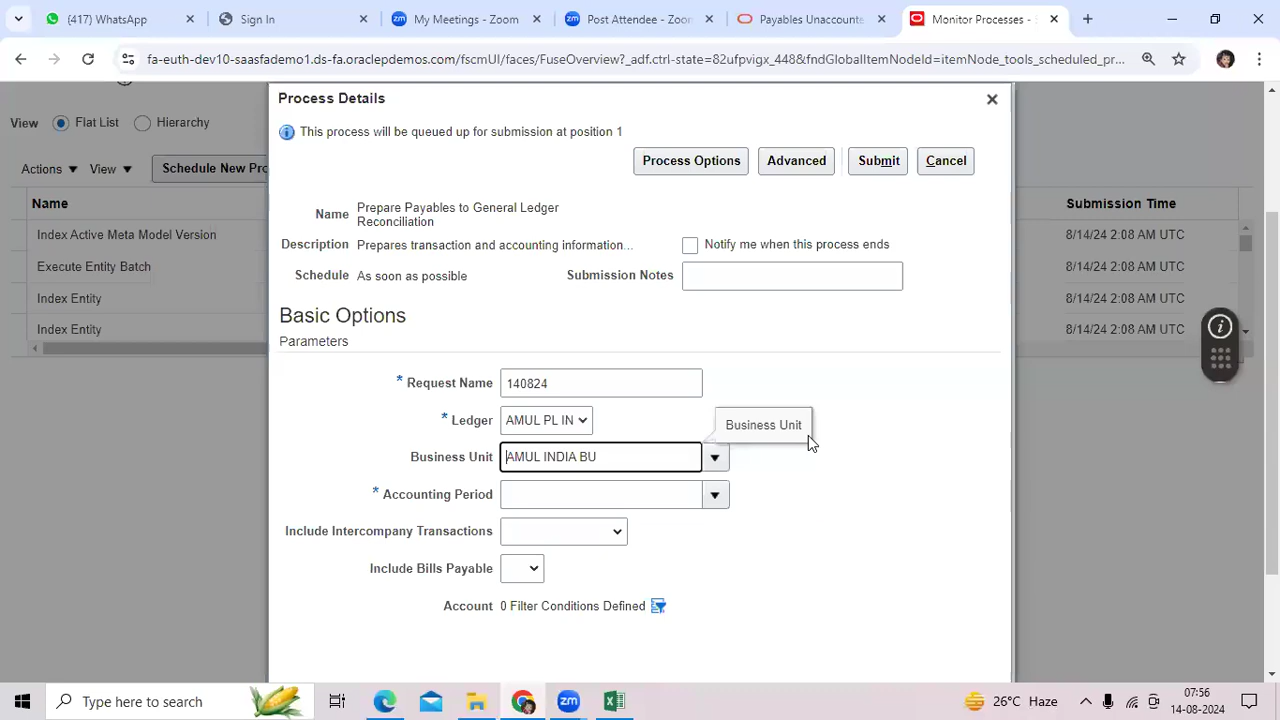 (417) WhatsApp
Sign In
My Meetings - Zoom
Post Attendee - Zoo
Payables Unaccount
Monitor Processes -
fa-euth-dev10-saasfademo1.ds-fa.oraclepdemos.com/fscmUI/faces/FuseOverview?_adf.ctrl-state=82ufpvigx_448&fndGlobalItemNodeId=itemNode_tools_scheduled_pr...
Process Details
This process will be queued up for submission at position 1
Process Options
Advanced
Submit
Cancel
View
Flat List
Hierarchy
Actions
View
Schedule New Pro
Name
Submission Time
Index Active Meta Model Version
8/14/24 2:08 AM UTC
Execute Entity Batch
8/14/24 2:08 AM UTC
Index Entity
8/14/24 2:08 AM UTC
Index Entity
8/14/24 2:08 AM UTC
Name Prepare Payables to General Ledger
Reconciliation
Description Prepares transaction and accounting information...
Notify me when this process ends
Schedule As soon as possible
Submission Notes
Basic Options
Parameters
* Request Name 140824
* Ledger AMUL PL IN
Business Unit AMUL INDIA BU
Business Unit
* Accounting Period
Include Intercompany Transactions
Include Bills Payable
Account 0 Filter Conditions Defined
Type here to search
26°C Haze
07:56
14-08-2024